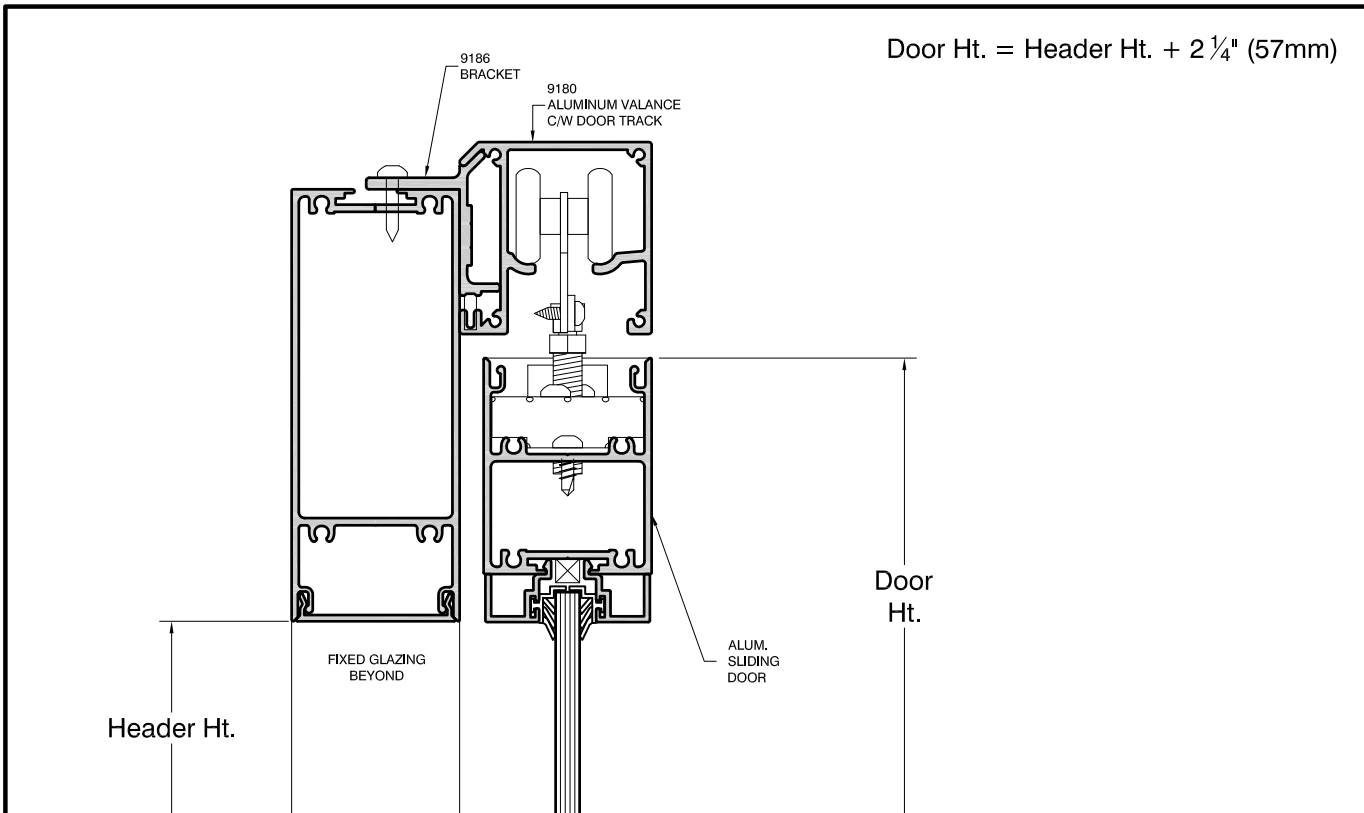 Door Ht. = Header Ht. + 2 ¼" (57mm)
9186
BRACKET
9180
ALUMINUM VALANCE
C/W DOOR TRACK
Door
Ht.
ALUM.
SLIDING
DOOR
FIXED GLAZING
BEYOND
Header Ht.